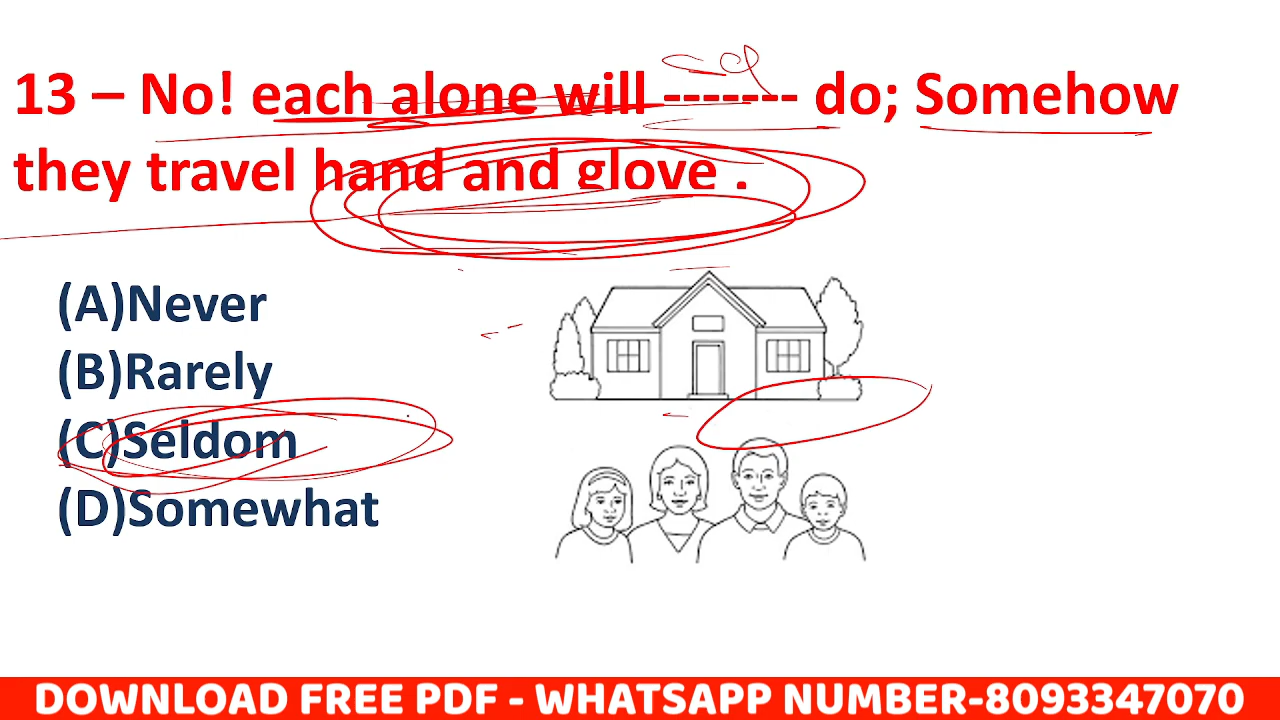 13 – No! each alone will ------- do; Somehow
they travel hand and glove .
(A)Never
(B)Rarely
(C)Seldom
(D)Somewhat
DOWNLOAD FREE PDF - WHATSAPP NUMBER-8093347070